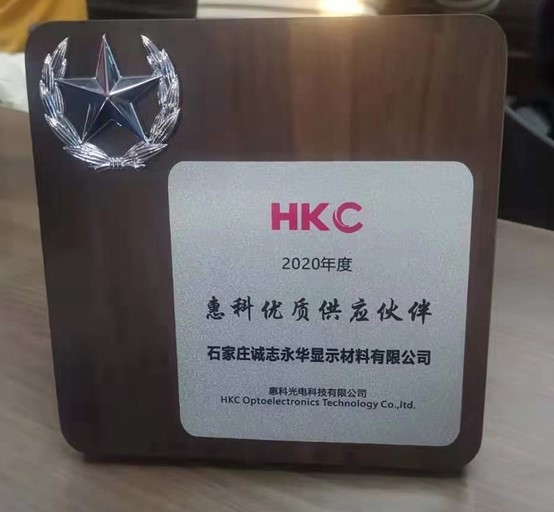 HKC
2020年度
惠科优质供应伙伴
石家庄诚志永华显示材料有限公司
惠科光电科技有限公司
HKC Optoelectronics Technology Co.,ltd.